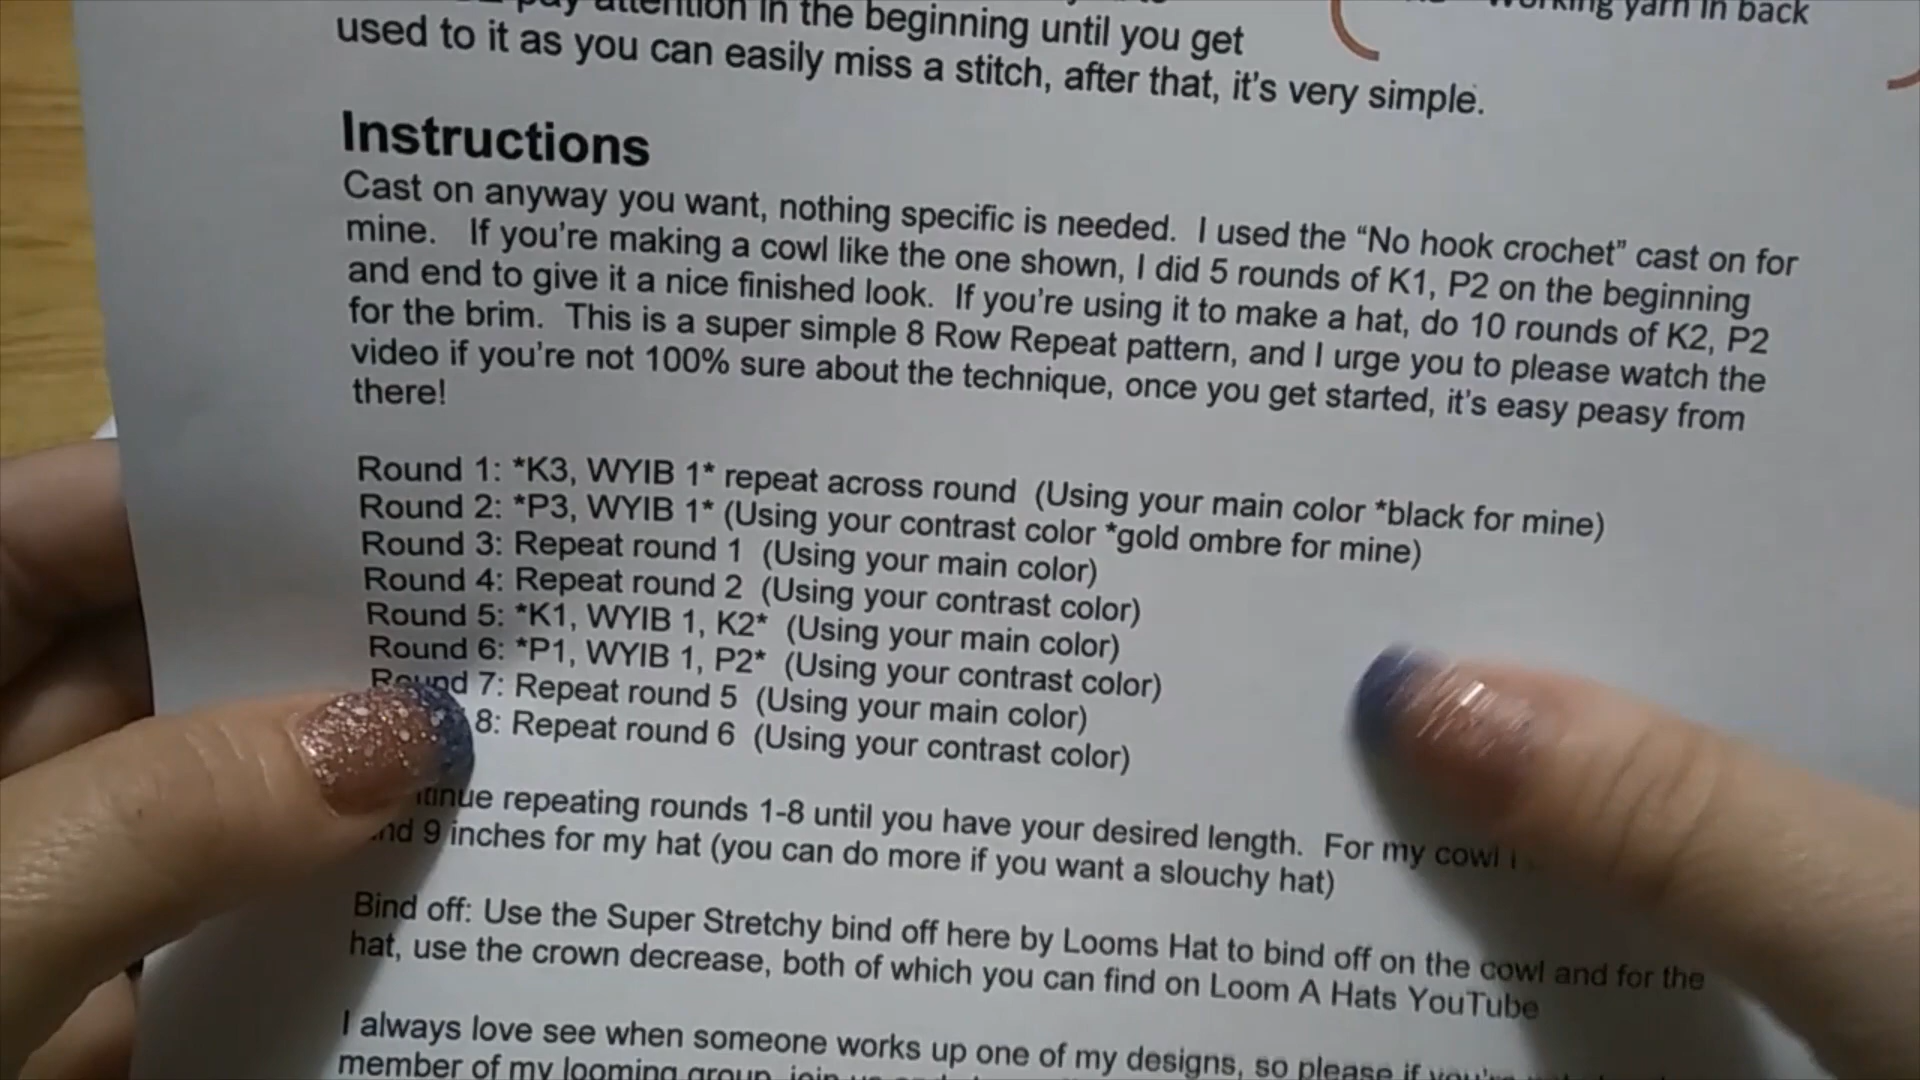 pay attention in the beginning until you get
used to it as you can easily miss a stitch, after that, it's very simple.
working yarn in back
Instructions
Cast on anyway you want, nothing specific is needed. I used the “No hook crochet” cast on for
mine. If you're making a cowl like the one shown, I did 5 rounds of K1, P2 on the beginning
and end to give it a nice finished look. If you're using it to make a hat, do 10 rounds of K2, P2
for the brim. This is a super simple 8 Row Repeat pattern, and I urge you to please watch the
video if you're not 100% sure about the technique, once you get started, it's easy peasy from
there!
Round 1: *K3, WYIB 1* repeat across round (Using your main color *black for mine)
Round 2: *P3, WYIB 1* (Using your contrast color *gold ombre for mine)
Round 3: Repeat round 1 (Using your main color)
Round 4: Repeat round 2 (Using your contrast color)
Round 5: *K1, WYIB 1, K2* (Using your main color)
Round 6: *P1, WYIB 1, P2* (Using your contrast color)
Round 7: Repeat round 5 (Using your main color)
8: Repeat round 6 (Using your contrast color)
repeating rounds 1-8 until you have your desired length. For my cowl I
9 inches for my hat (you can do more if you want a slouchy hat)
Bind off: Use the Super Stretchy bind off here by Looms Hat to bind off on the cowl and for the
hat, use the crown decrease, both of which you can find on Loom A Hats YouTube
I always love see when someone works up one of my designs, so please if you're
member of my looming group, join